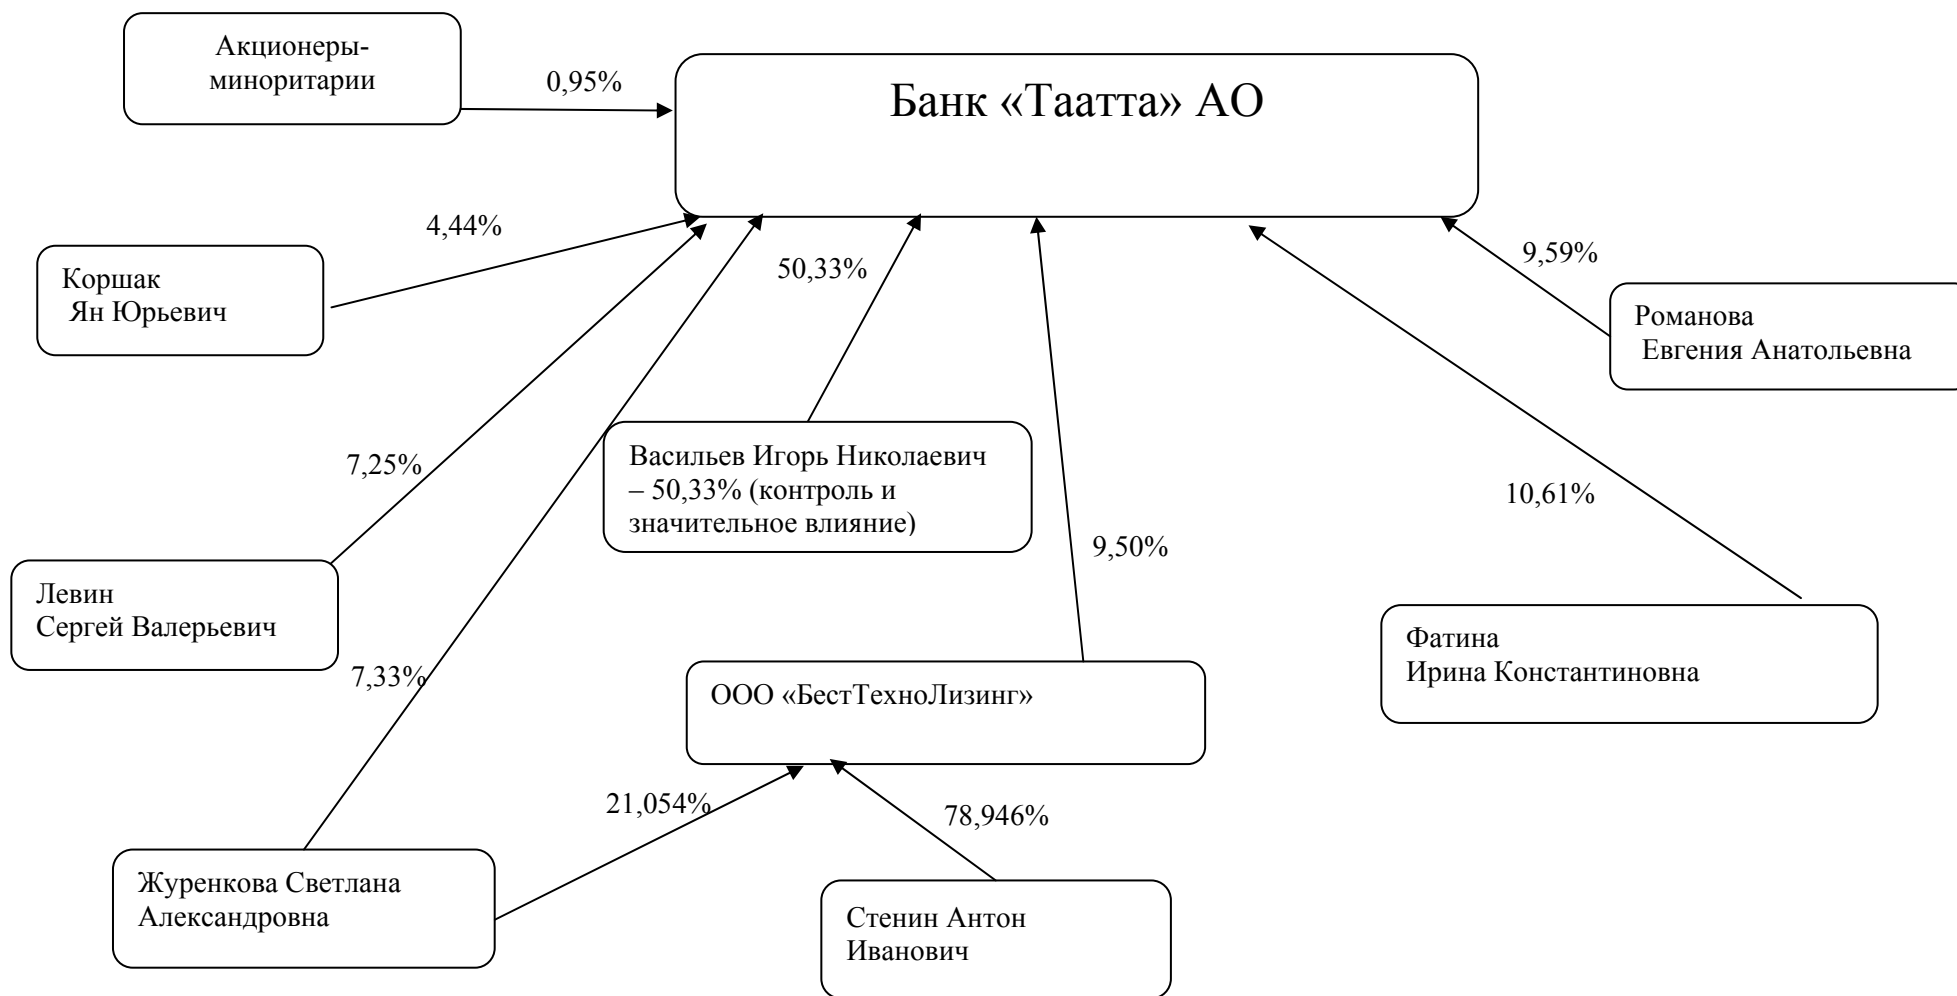 Акционеры-
миноритарии
0,95%
Банк «Таатта» АО
4,44%
Коршак
Ян Юрьевич
50,33%
9,59%
Романова
Евгения Анатольевна
7,25%
Васильев Игорь Николаевич
– 50,33% (контроль и
значительное влияние)
10,61%
9,50%
Левин
Сергей Валерьевич
Фатина
Ирина Константиновна
7,33%
ООО «БестТехноЛизинг»
21,054%
78,946%
Журенкова Светлана
Александровна
Стенин Антон
Иванович